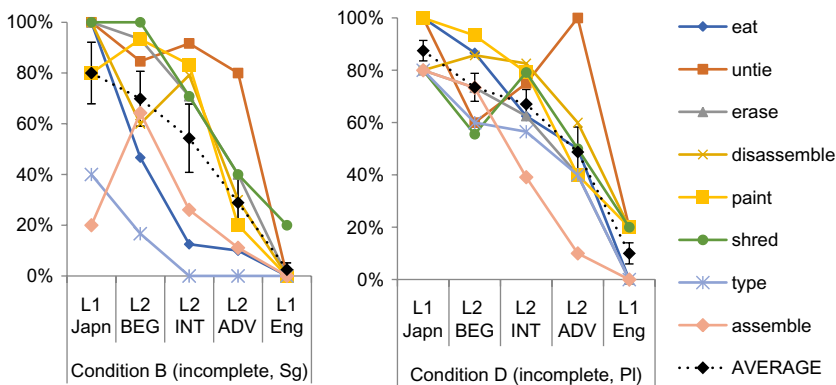 100%
80%
60%
40%
20%
0%
L1 L2 L2 L2 L1
Japn BEG INT ADV Eng
Condition B (incomplete, Sg)
100%
80%
60%
40%
20%
0%
L1 L2 L2 L2 L1
Japn BEG INT ADV Eng
Condition D (incomplete, Pl)
eat
untie
erase
disassemble
paint
shred
type
assemble
AVERAGE